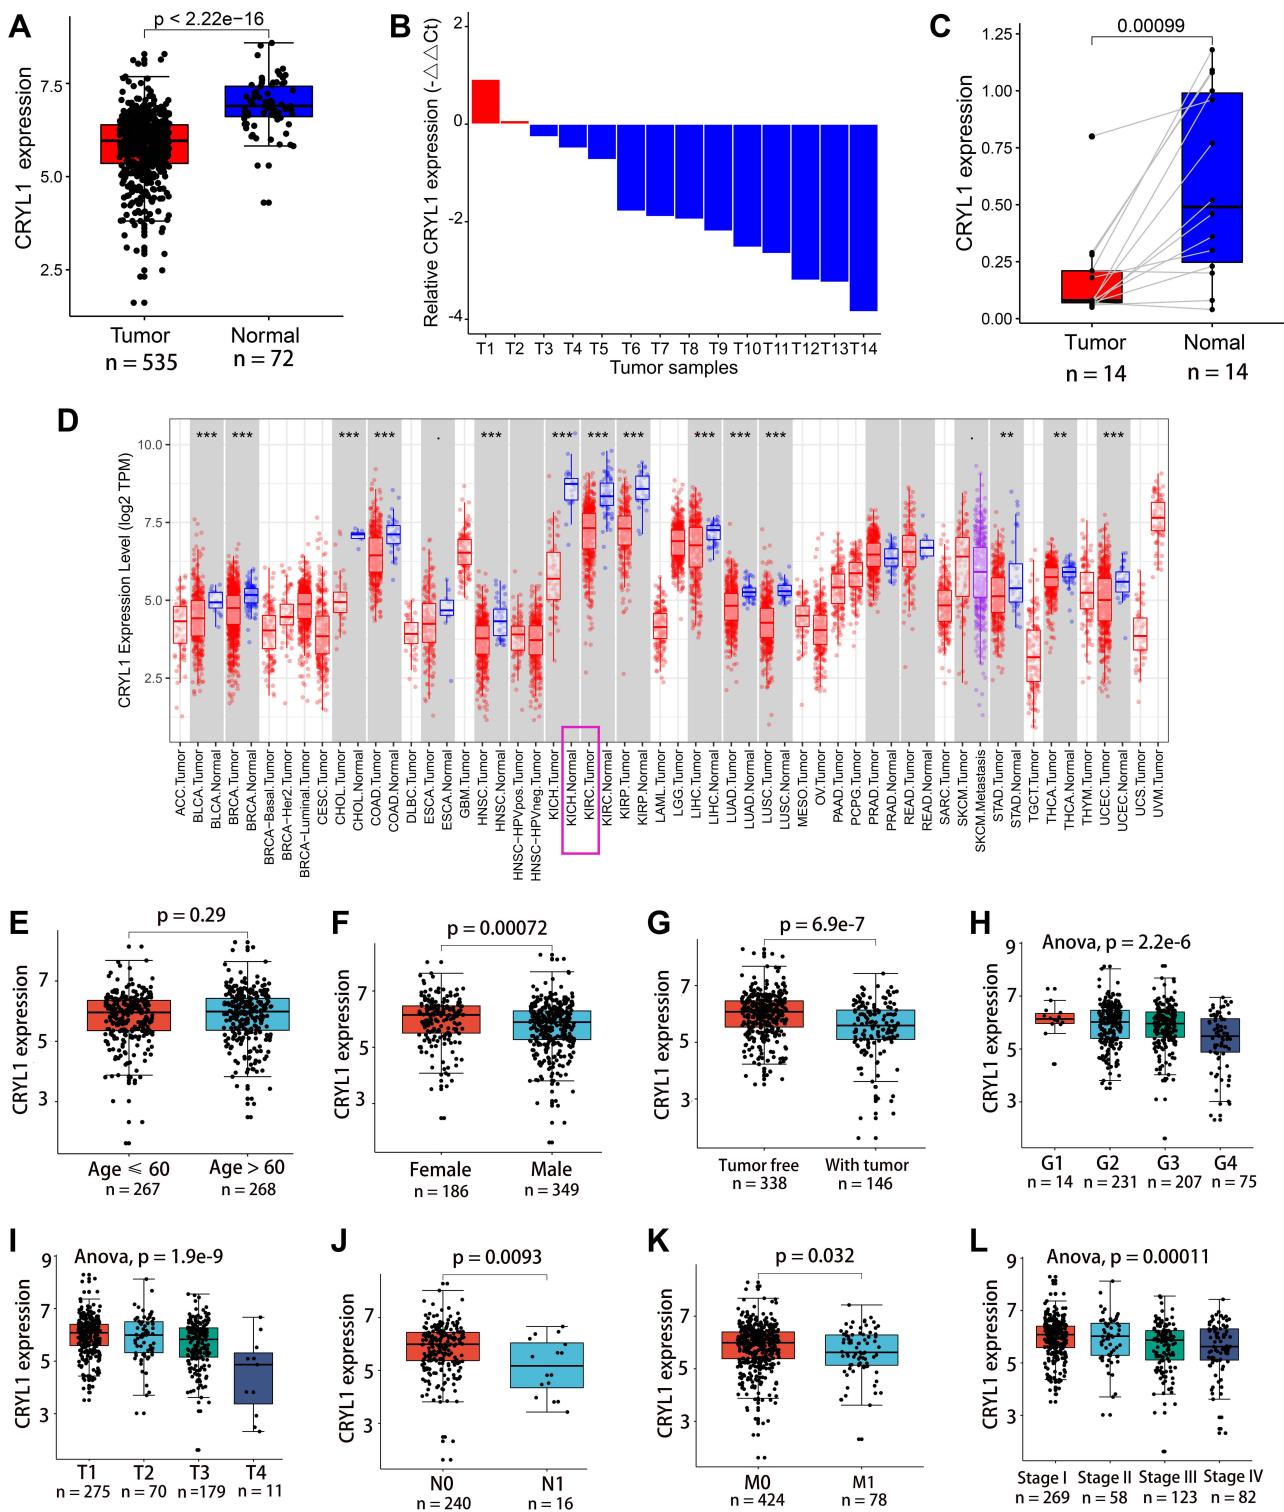 A
p < 2.22e−16
CRYL1 expression
7.5
5.0
2.5
Tumor
Normal
n = 535
n = 72
B
Relative CRYL1 expression (-△△Ct)
2
0
-2
-4
T1 T2 T3 T4 T5 T6 T7 T8 T9 T10 T11 T12 T13 T14
Tumor samples
C
0.00099
CRYL1 expression
1.25
1.00
0.75
0.50
0.25
0.00
Tumor
Nomal
n = 14
n = 14
D
CRYL1 Expression Level (log2 TPM)
10.0
7.5
5.0
2.5
*** *** *** *** . *** *** *** *** *** *** *** . ** ** ***
ACC.Tumor
BLCA.Tumor
BLCA.Normal
BRCA.Tumor
BRCA.Normal
BRCA−Basal.Tumor
BRCA−Her2.Tumor
BRCA−Luminal.Tumor
CESC.Tumor
CHOL.Tumor
CHOL.Normal
COAD.Tumor
COAD.Normal
DLBC.Tumor
ESCA.Tumor
ESCA.Normal
GBM.Tumor
HNSC.Tumor
HNSC.Normal
HNSC−HPVpos.Tumor
HNSC−HPVneg.Tumor
KICH.Tumor
KICH.Normal
KIRC.Tumor
KIRC.Normal
KIRP.Tumor
KIRP.Normal
LAML.Tumor
LGG.Tumor
LIHC.Tumor
LIHC.Normal
LUAD.Tumor
LUAD.Normal
LUSC.Tumor
LUSC.Normal
MESO.Tumor
OV.Tumor
PAAD.Tumor
PCPG.Tumor
PRAD.Tumor
PRAD.Normal
READ.Tumor
READ.Normal
SARC.Tumor
SKCM.Tumor
SKCM.Metastasis
STAD.Tumor
STAD.Normal
TGCT.Tumor
THCA.Tumor
THCA.Normal
THYM.Tumor
UCEC.Tumor
UCEC.Normal
UCS.Tumor
UVM.Tumor
E
p = 0.29
CRYL1 expression
7
5
3
Age ⩽ 60
Age > 60
n = 267
n = 268
F
p = 0.00072
CRYL1 expression
7
5
3
Female
Male
n = 186
n = 349
G
p = 6.9e-7
CRYL1 expression
7
5
3
Tumor free
With tumor
n = 338
n = 146
H
Anova, p = 2.2e-6
CRYL1 expression
9
7
5
3
G1 G2 G3 G4
n = 14 n = 231 n = 207 n = 75
I
Anova, p = 1.9e-9
CRYL1 expression
9
7
5
3
T1 T2 T3 T4
n = 275 n = 70 n = 179 n = 11
J
p = 0.0093
CRYL1 expression
7
5
3
N0
N1
n = 240
n = 16
K
p = 0.032
CRYL1 expression
7
5
3
M0
M1
n = 424
n = 78
L
Anova, p = 0.00011
CRYL1 expression
9
7
5
3
Stage I Stage II Stage III Stage IV
n = 269 n = 58 n = 123 n = 82